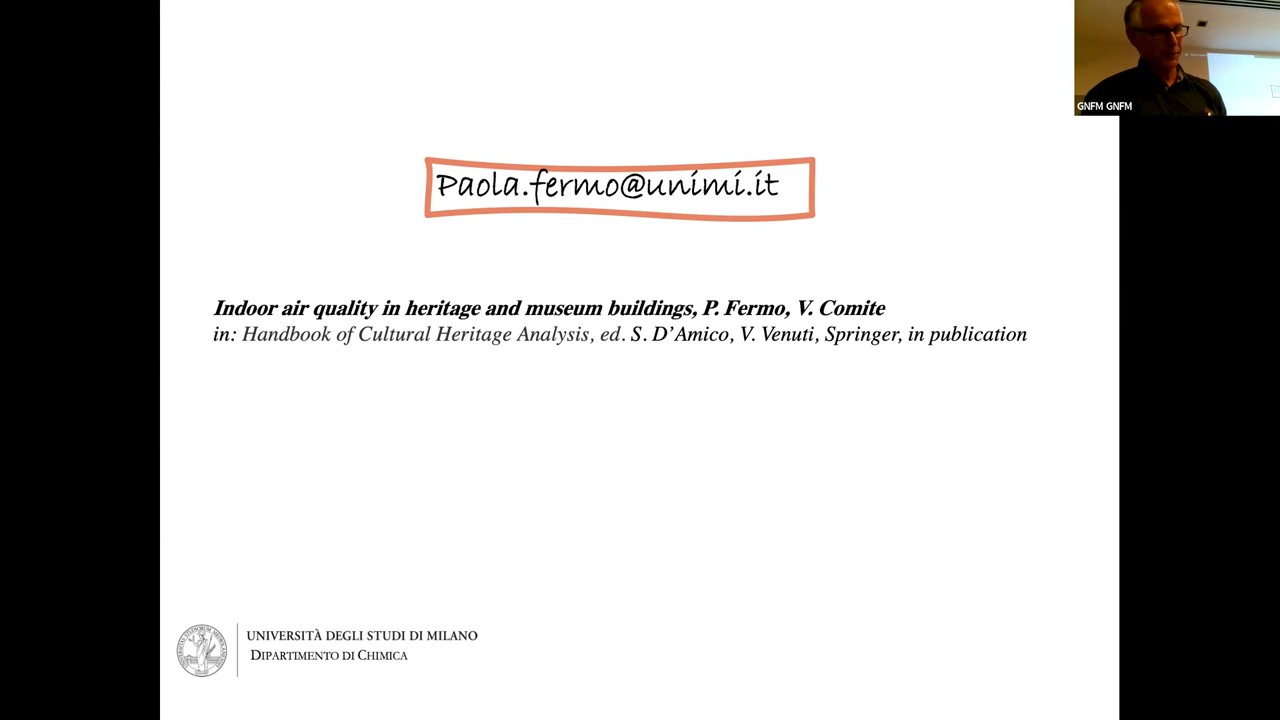 GNFM GNFM
Paola.fermo@unimi.it
Indoor air quality in heritage and museum buildings, P. Fermo, V. Comite
in: Handbook of Cultural Heritage Analysis, ed. S. D'Amico, V. Venuti, Springer, in publication
UNIVERSITÀ DEGLI STUDI DI MILANO
DIPARTIMENTO DI CHIMICA